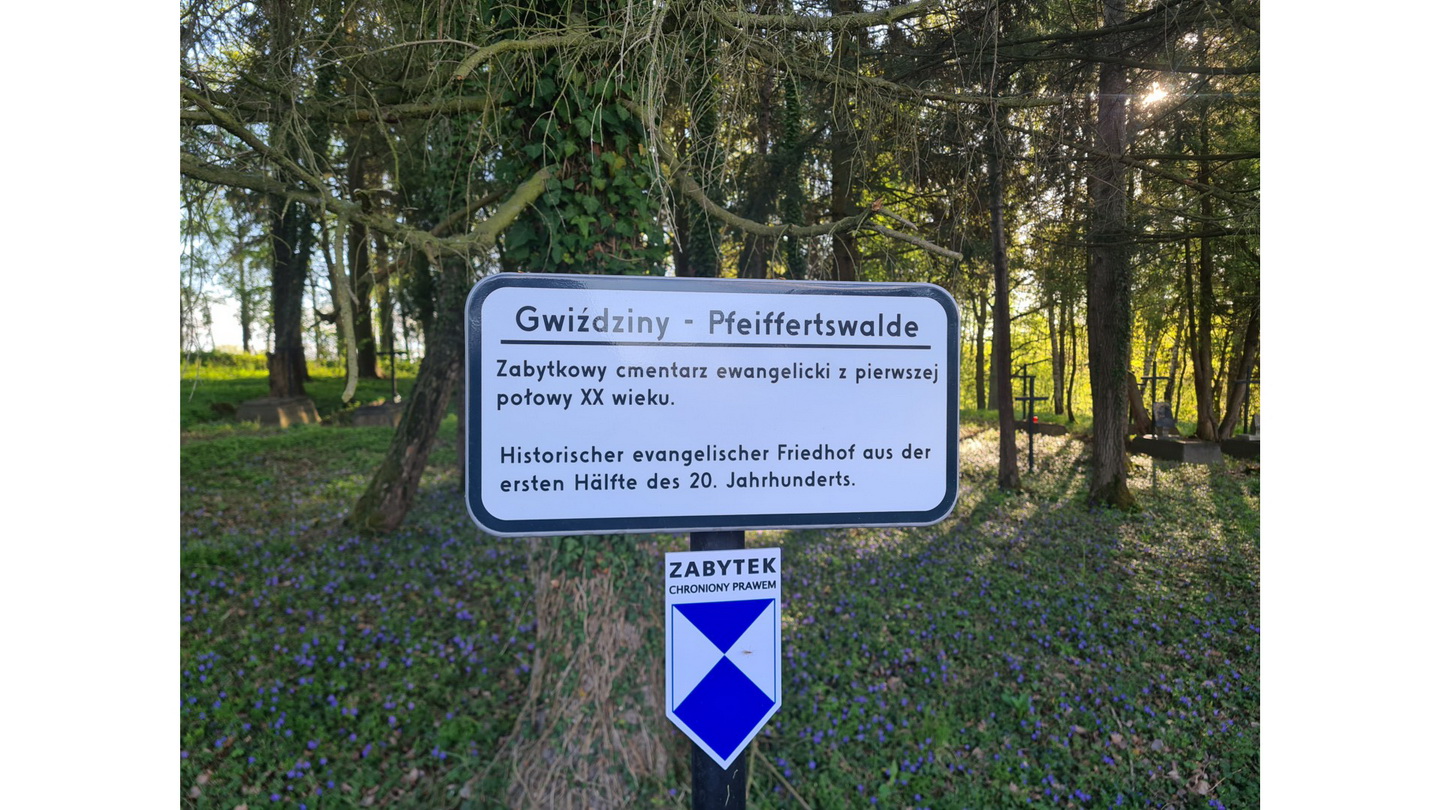 Gwiździny - Pfeiffertswalde
Zabytkowy cmentarz ewangelicki z pierwszej
połowy XX wieku.
Historischer evangelischer Friedhof aus der
ersten Hälfte des 20. Jahrhunderts.
ZABYTEK
CHRONIONY PRAWEM